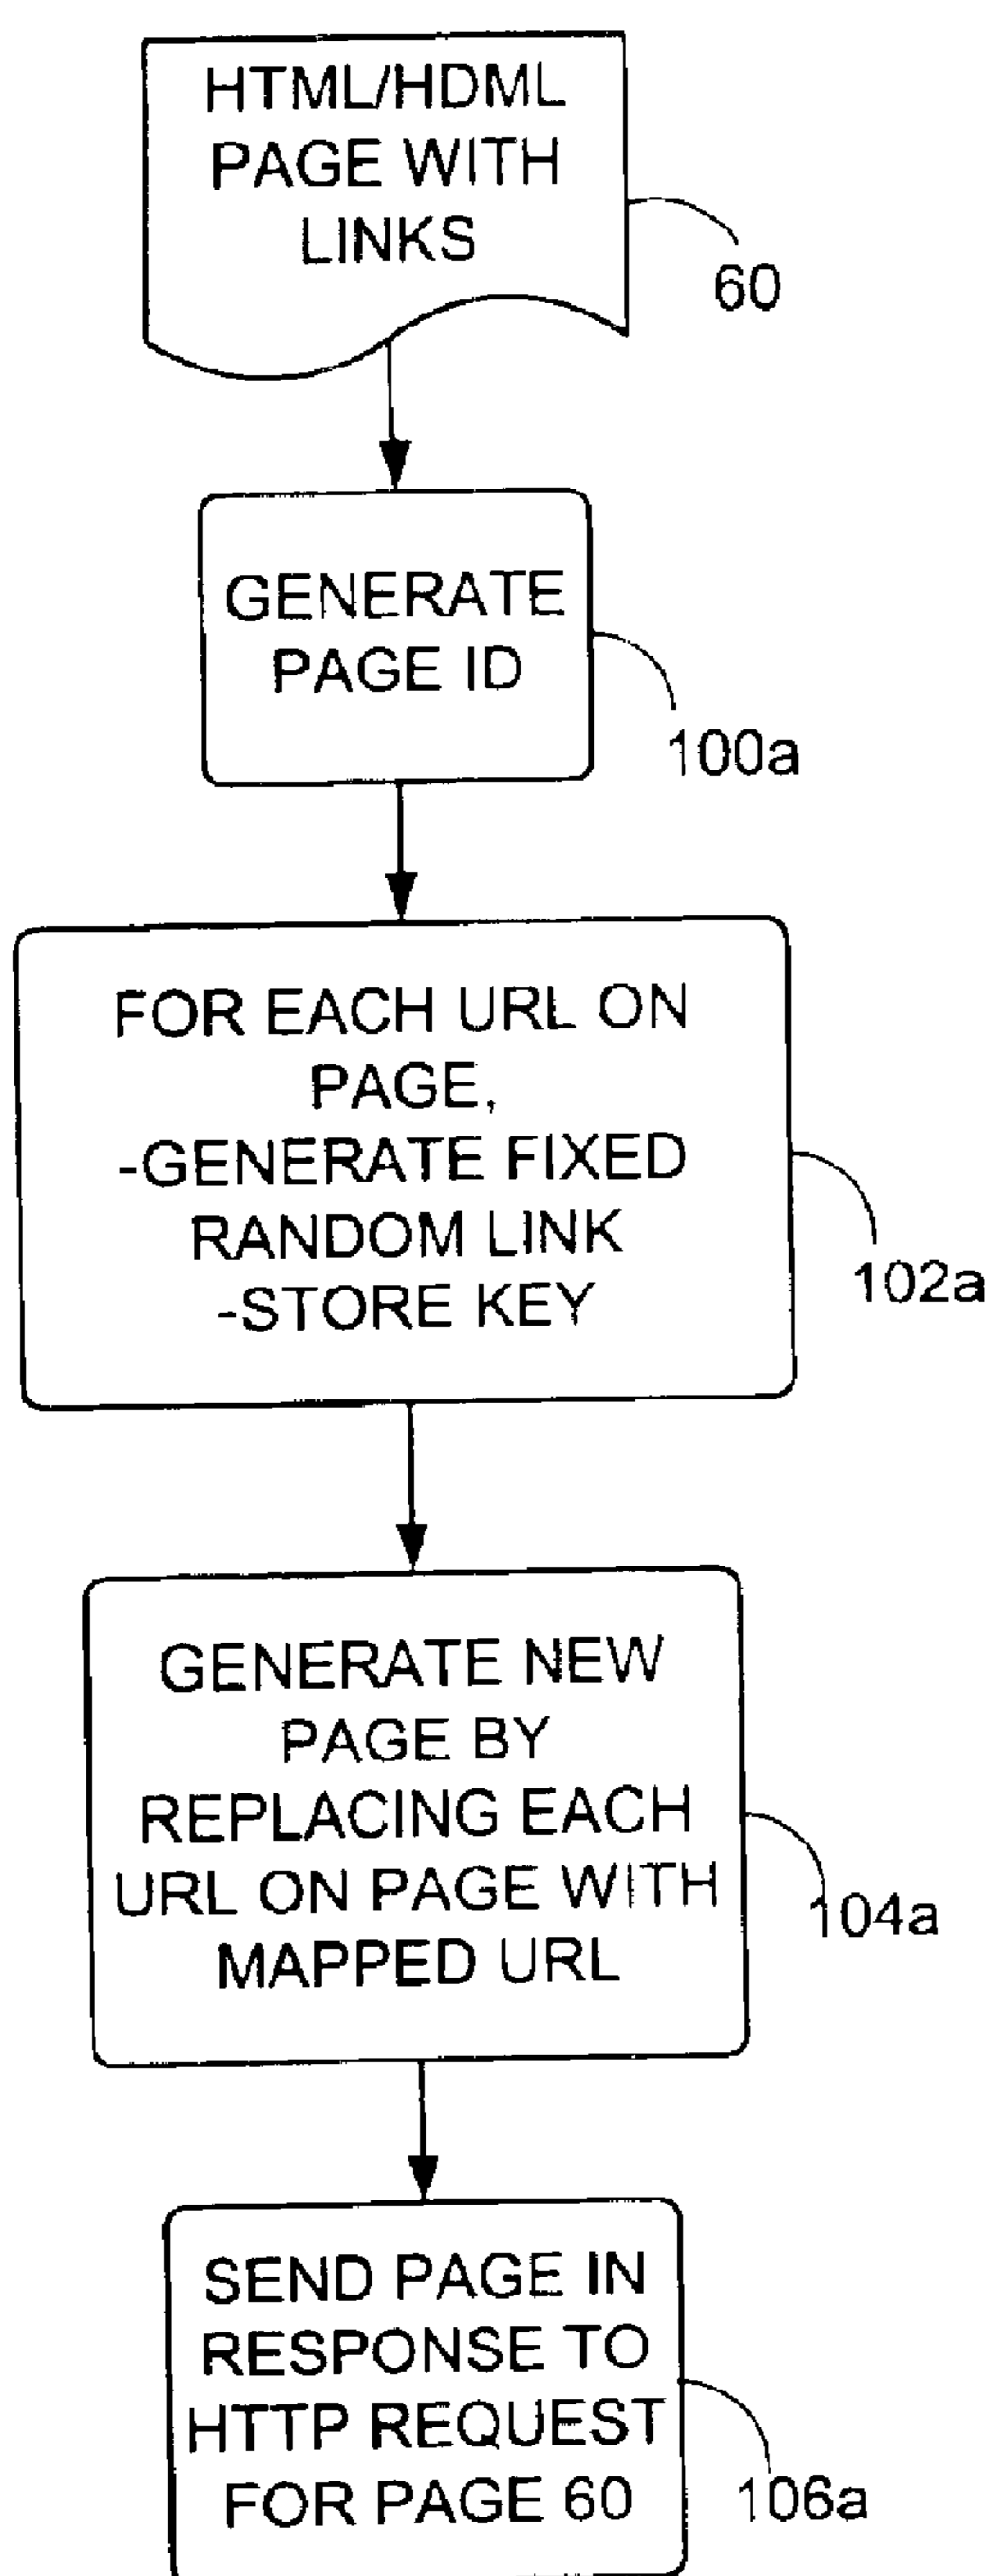 HTML/HDML
PAGE WITH
LINKS
60
GENERATE
PAGE ID
100a
FOR EACH URL ON
PAGE,
-GENERATE FIXED
RANDOM LINK
-STORE KEY
102a
GENERATE NEW
PAGE BY
REPLACING EACH
URL ON PAGE WITH
MAPPED URL
104a
SEND PAGE IN
RESPONSE TO
HTTP REQUEST
FOR PAGE 60
106a